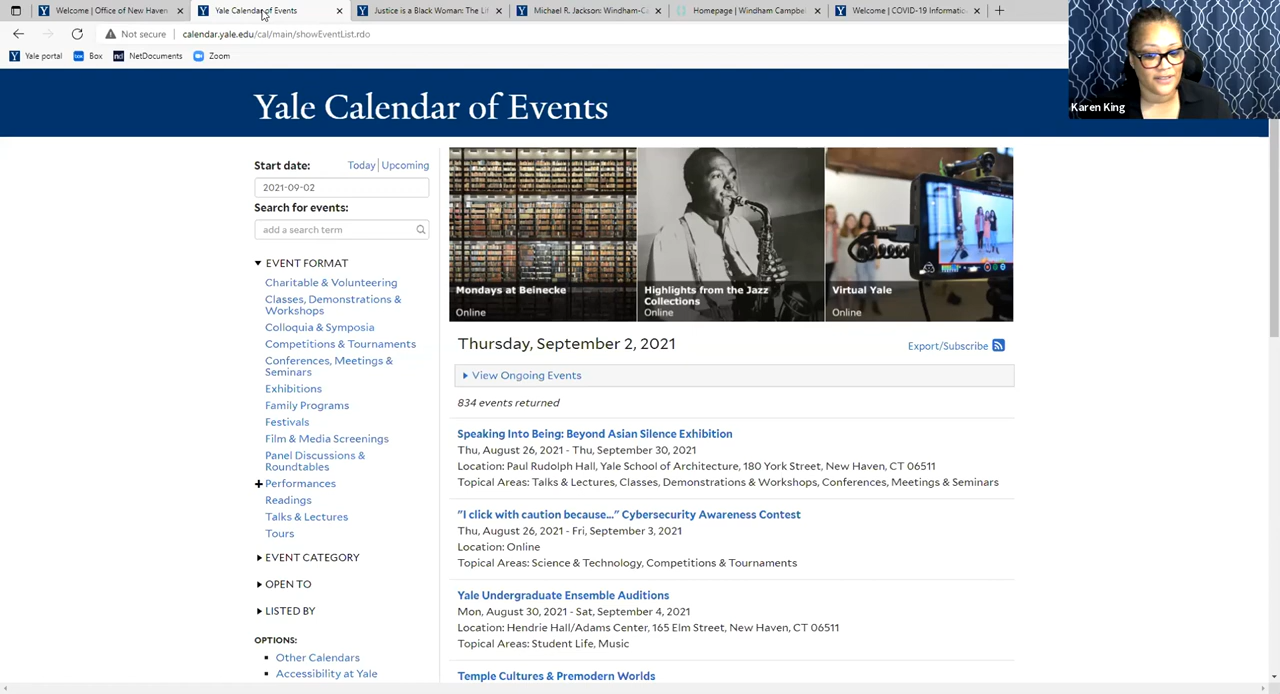 Welcome | Office of New Haven
Yale Calendar of Events
Justice is a Black Woman: The Li
Michael R. Jackson: Windham-C
Homepage | Windham Campbe
Welcome | COVID-19 Informati
Not secure
calendar.yale.edu/cal/main/showEventList.rdo
Yale portal
Box
NetDocuments
Zoom
Karen King
Yale Calendar of Events
Start date:
Today | Upcoming
2021-09-02
Search for events:
add a search term
EVENT FORMAT
Charitable & Volunteering
Classes, Demonstrations &
Workshops
Colloquia & Symposia
Competitions & Tournaments
Conferences, Meetings &
Seminars
Exhibitions
Family Programs
Festivals
Film & Media Screenings
Panel Discussions &
Roundtables
Performances
Readings
Talks & Lectures
Tours
EVENT CATEGORY
OPEN TO
LISTED BY
OPTIONS:
Other Calendars
Accessibility at Yale
Mondays at Beinecke
Online
Highlights from the Jazz
Collections
Online
Virtual Yale
Online
Thursday, September 2, 2021
Export/Subscribe
View Ongoing Events
834 events returned
Speaking Into Being: Beyond Asian Silence Exhibition
Thu, August 26, 2021 - Thu, September 30, 2021
Location: Paul Rudolph Hall, Yale School of Architecture, 180 York Street, New Haven, CT 06511
Topical Areas: Talks & Lectures, Classes, Demonstrations & Workshops, Conferences, Meetings & Seminars
"I click with caution because..." Cybersecurity Awareness Contest
Thu, August 26, 2021 - Fri, September 3, 2021
Location: Online
Topical Areas: Science & Technology, Competitions & Tournaments
Yale Undergraduate Ensemble Auditions
Mon, August 30, 2021 - Sat, September 4, 2021
Location: Hendrie Hall/Adams Center, 165 Elm Street, New Haven, CT 06511
Topical Areas: Student Life, Music
Temple Cultures & Premodern Worlds